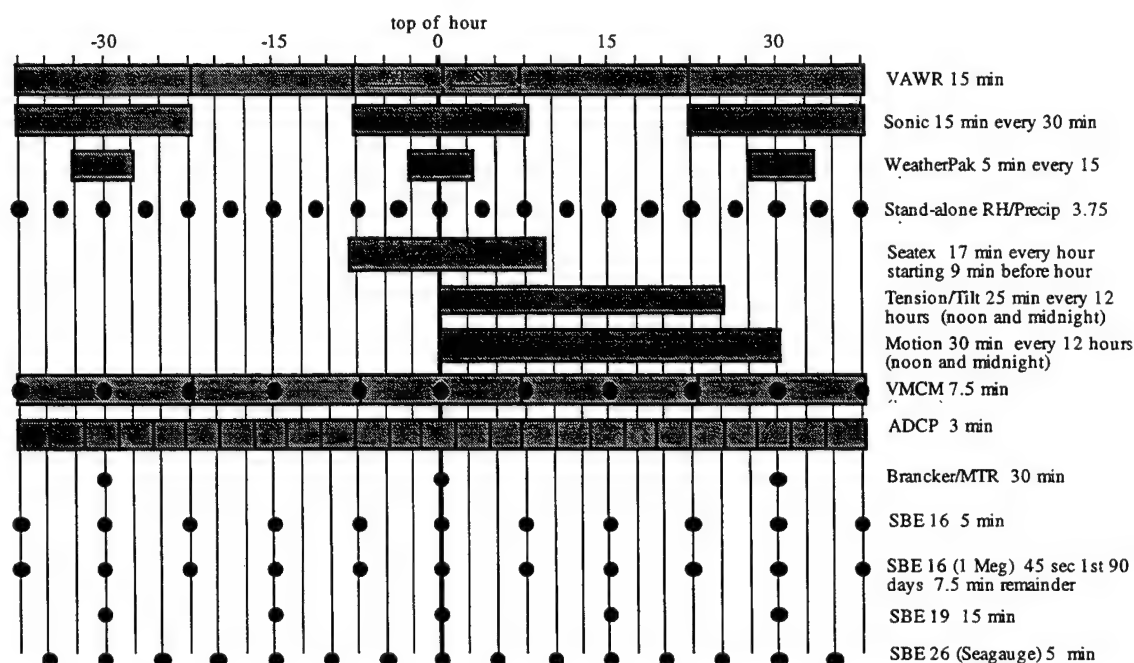 top of hour
-30 -15 0 15 30
VAWR 15 min
Sonic 15 min every 30 min
WeatherPak 5 min every 15
Stand-alone RH/Precip 3.75
Seatex 17 min every hour
starting 9 min before hour
Tension/Tilt 25 min every 12
hours (noon and midnight)
Motion 30 min every 12 hours
(noon and midnight)
VMCM 7.5 min
ADCP 3 min
Brancker/MTR 30 min
SBE 16 5 min
SBE 16 (1 Meg) 45 sec 1st 90
days 7.5 min remainder
SBE 19 15 min
SBE 26 (Seagauge) 5 min